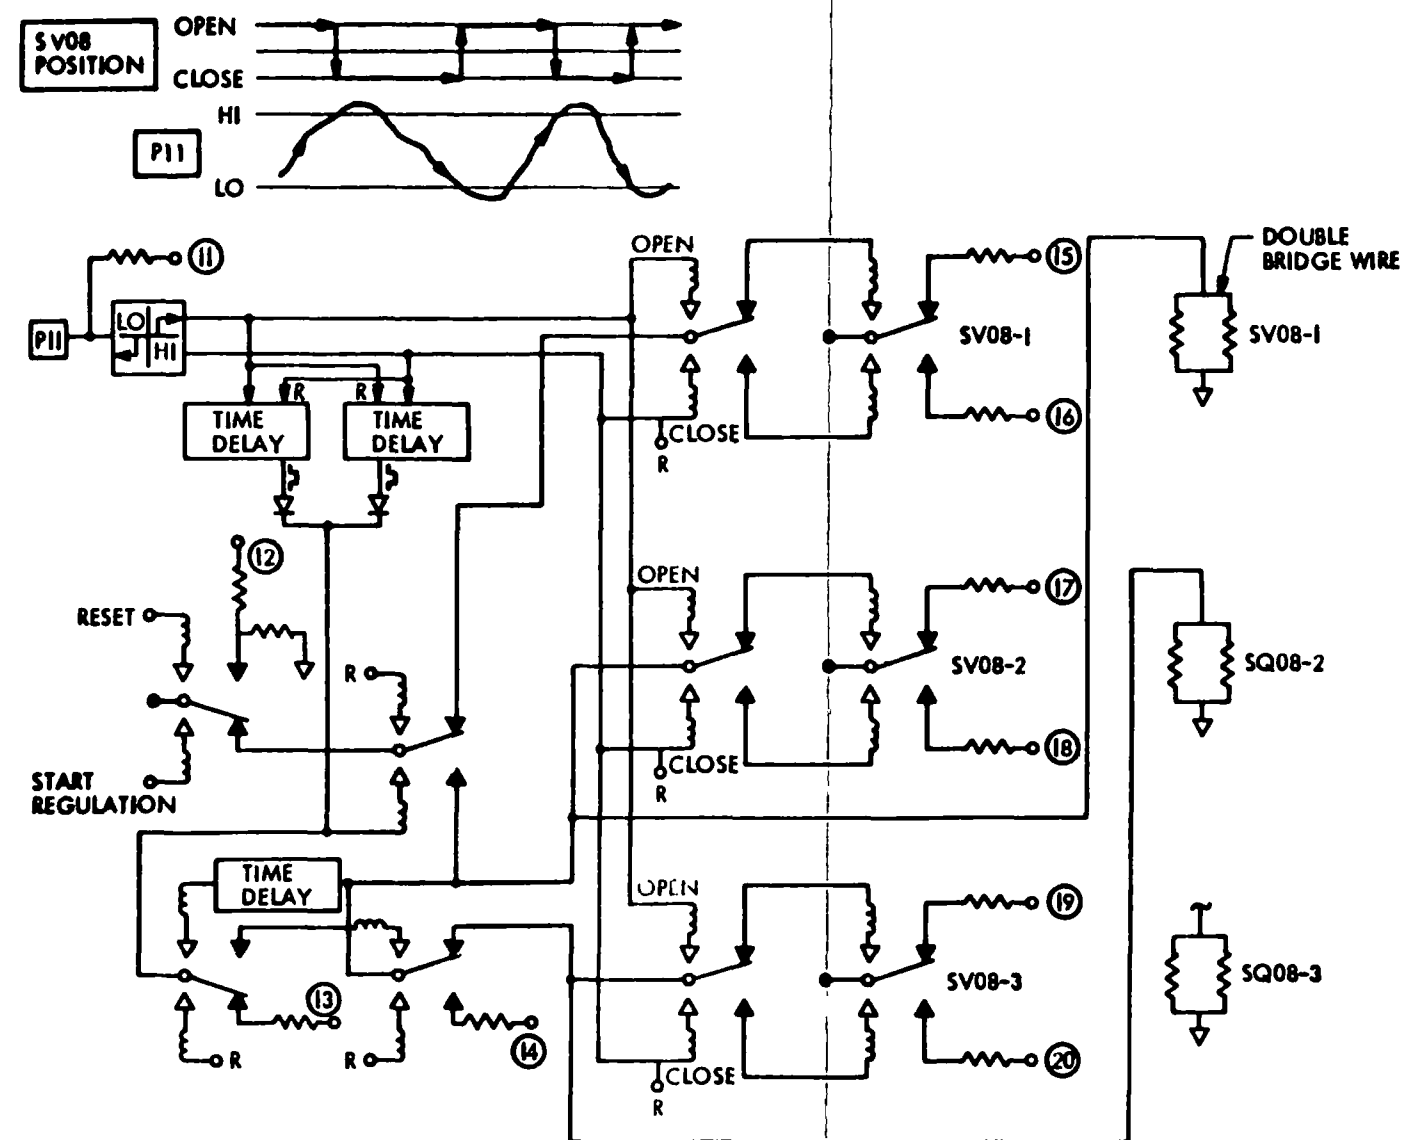 SV08
POSITION
OPEN
CLOSE
HI
P11
LO
11
P11
LO
HI
R
R
TIME
DELAY
TIME
DELAY
OPEN
CLOSE
R
15
SV08-1
16
DOUBLE
BRIDGE WIRE
SV08-1
12
RESET
R
START
REGULATION
OPEN
CLOSE
R
17
SV08-2
18
SQ08-2
TIME
DELAY
13
R
R
14
OPEN
CLOSE
R
19
SV08-3
20
SQ08-3